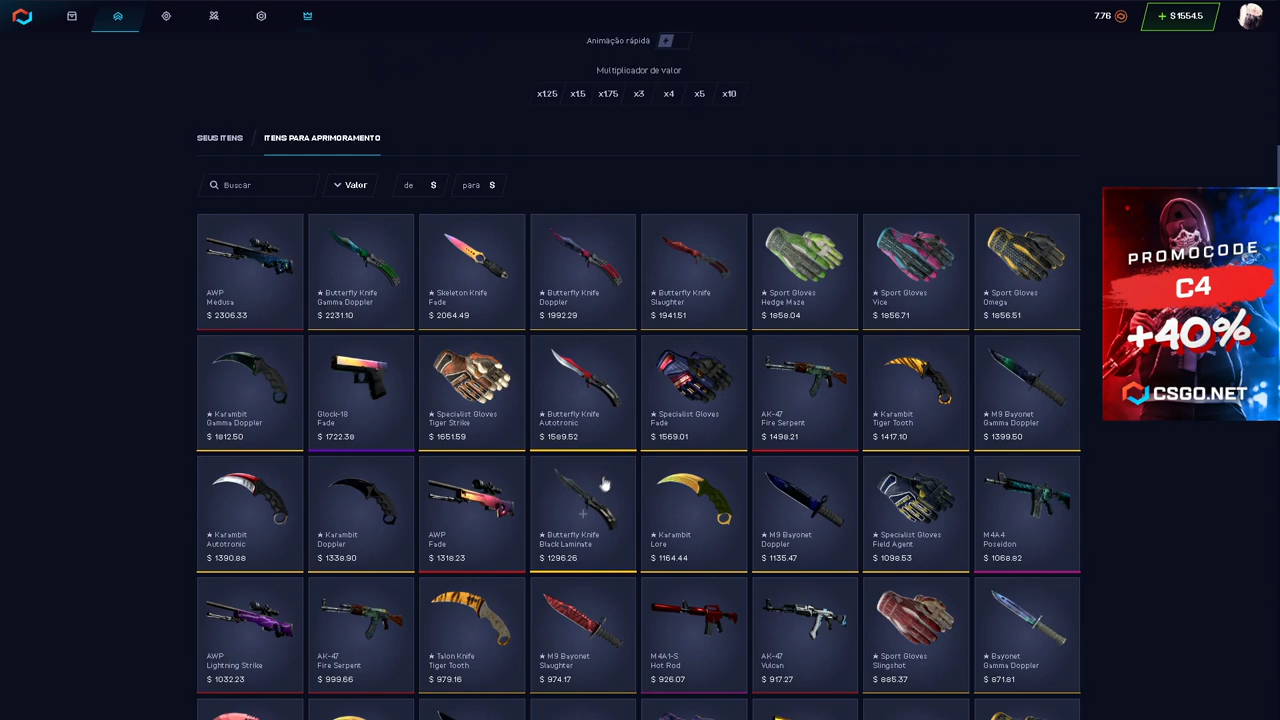 7.76
+ $ 1554.5
Animação rápida
Multiplicador de valor
x1.25 x1.5 x1.75 x3 x4 x5 x10
SEUS ITENS / ITENS PARA APRIMORAMENTO
Buscar
Valor
de $
para $
AWP
Medusa
$ 2306.33
★ Butterfly Knife
Gamma Doppler
$ 2231.10
★ Skeleton Knife
Fade
$ 2064.49
★ Butterfly Knife
Doppler
$ 1992.29
★ Butterfly Knife
Slaughter
$ 1941.51
★ Sport Gloves
Hedge Maze
$ 1858.04
★ Sport Gloves
Vice
$ 1856.71
★ Sport Gloves
Omega
$ 1856.51
★ Karambit
Gamma Doppler
$ 1812.50
Glock-18
Fade
$ 1722.38
★ Specialist Gloves
Tiger Strike
$ 1651.59
★ Butterfly Knife
Autotronic
$ 1589.52
★ Specialist Gloves
Fade
$ 1569.01
AK-47
Fire Serpent
$ 1498.21
★ Karambit
Tiger Tooth
$ 1417.10
★ M9 Bayonet
Gamma Doppler
$ 1399.50
★ Karambit
Autotronic
$ 1390.88
★ Karambit
Doppler
$ 1338.90
AWP
Fade
$ 1318.23
★ Butterfly Knife
Black Laminate
$ 1296.26
★ Karambit
Lore
$ 1164.44
★ M9 Bayonet
Doppler
$ 1135.47
★ Specialist Gloves
Field Agent
$ 1098.53
M4A4
Poseidon
$ 1068.82
AWP
Lightning Strike
$ 1032.23
AK-47
Fire Serpent
$ 999.66
★ Talon Knife
Tiger Tooth
$ 979.16
★ M9 Bayonet
Slaughter
$ 974.17
M4A1-S
Hot Rod
$ 926.07
AK-47
Vulcan
$ 917.27
★ Sport Gloves
Slingshot
$ 885.37
★ Bayonet
Gamma Doppler
$ 871.81
PROMOCODE
C4
+40%
CSGO.NET